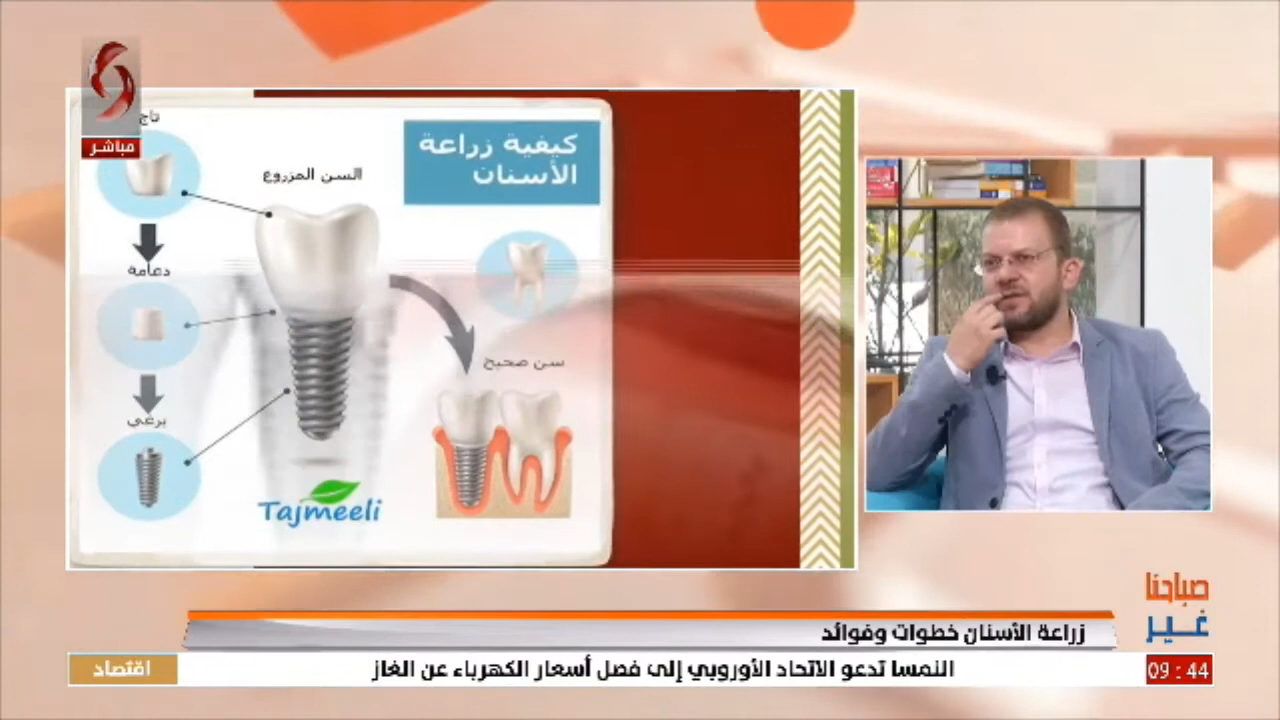 مباشر
تاج
كيفية زراعة
الأسنان
السن المزروع
دعامة
سن صحيح
برغي
Tajmeeli
صباحنا
غير
زراعة الأسنان خطوات وفوائد
09:44
النمسا تدعو الاتحاد الأوروبي إلى فصل أسعار الكهرباء عن الغاز
اقتصاد